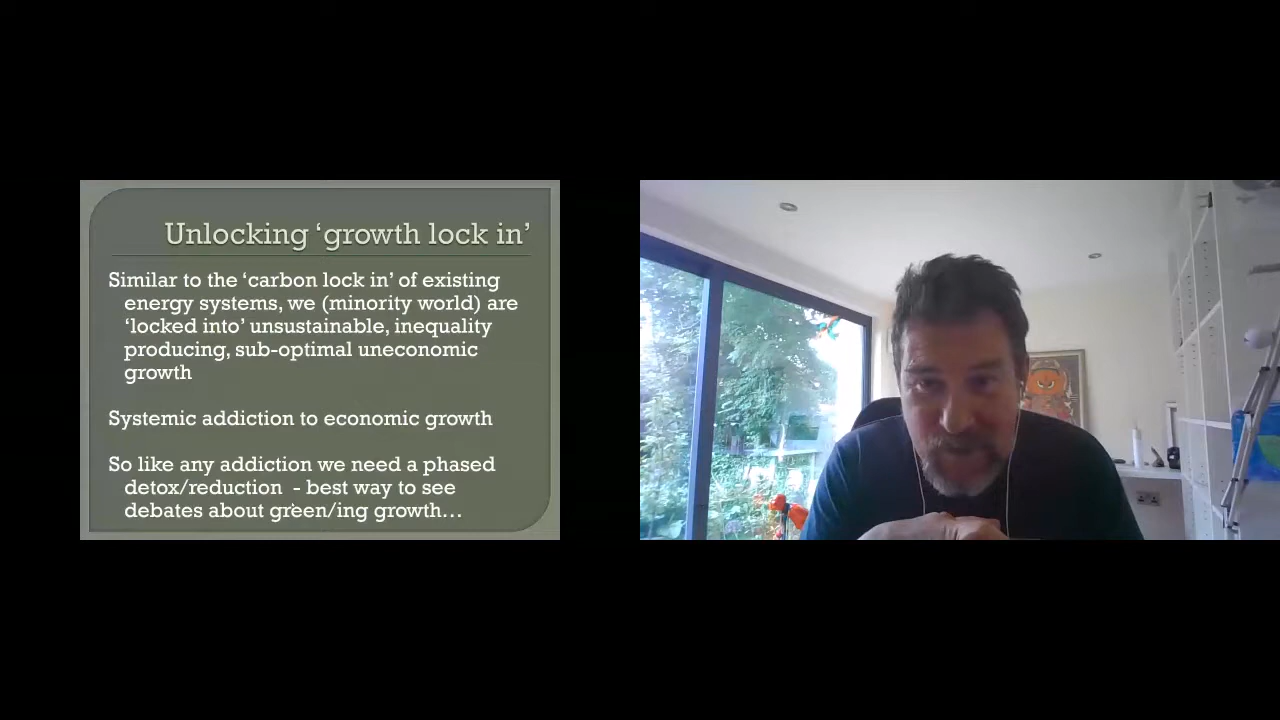 Unlocking ‘growth lock in’
Similar to the ‘carbon lock in’ of existing
energy systems, we (minority world) are
‘locked into’ unsustainable, inequality
producing, sub-optimal uneconomic
growth
Systemic addiction to economic growth
So like any addiction we need a phased
detox/reduction - best way to see
debates about green/ing growth…